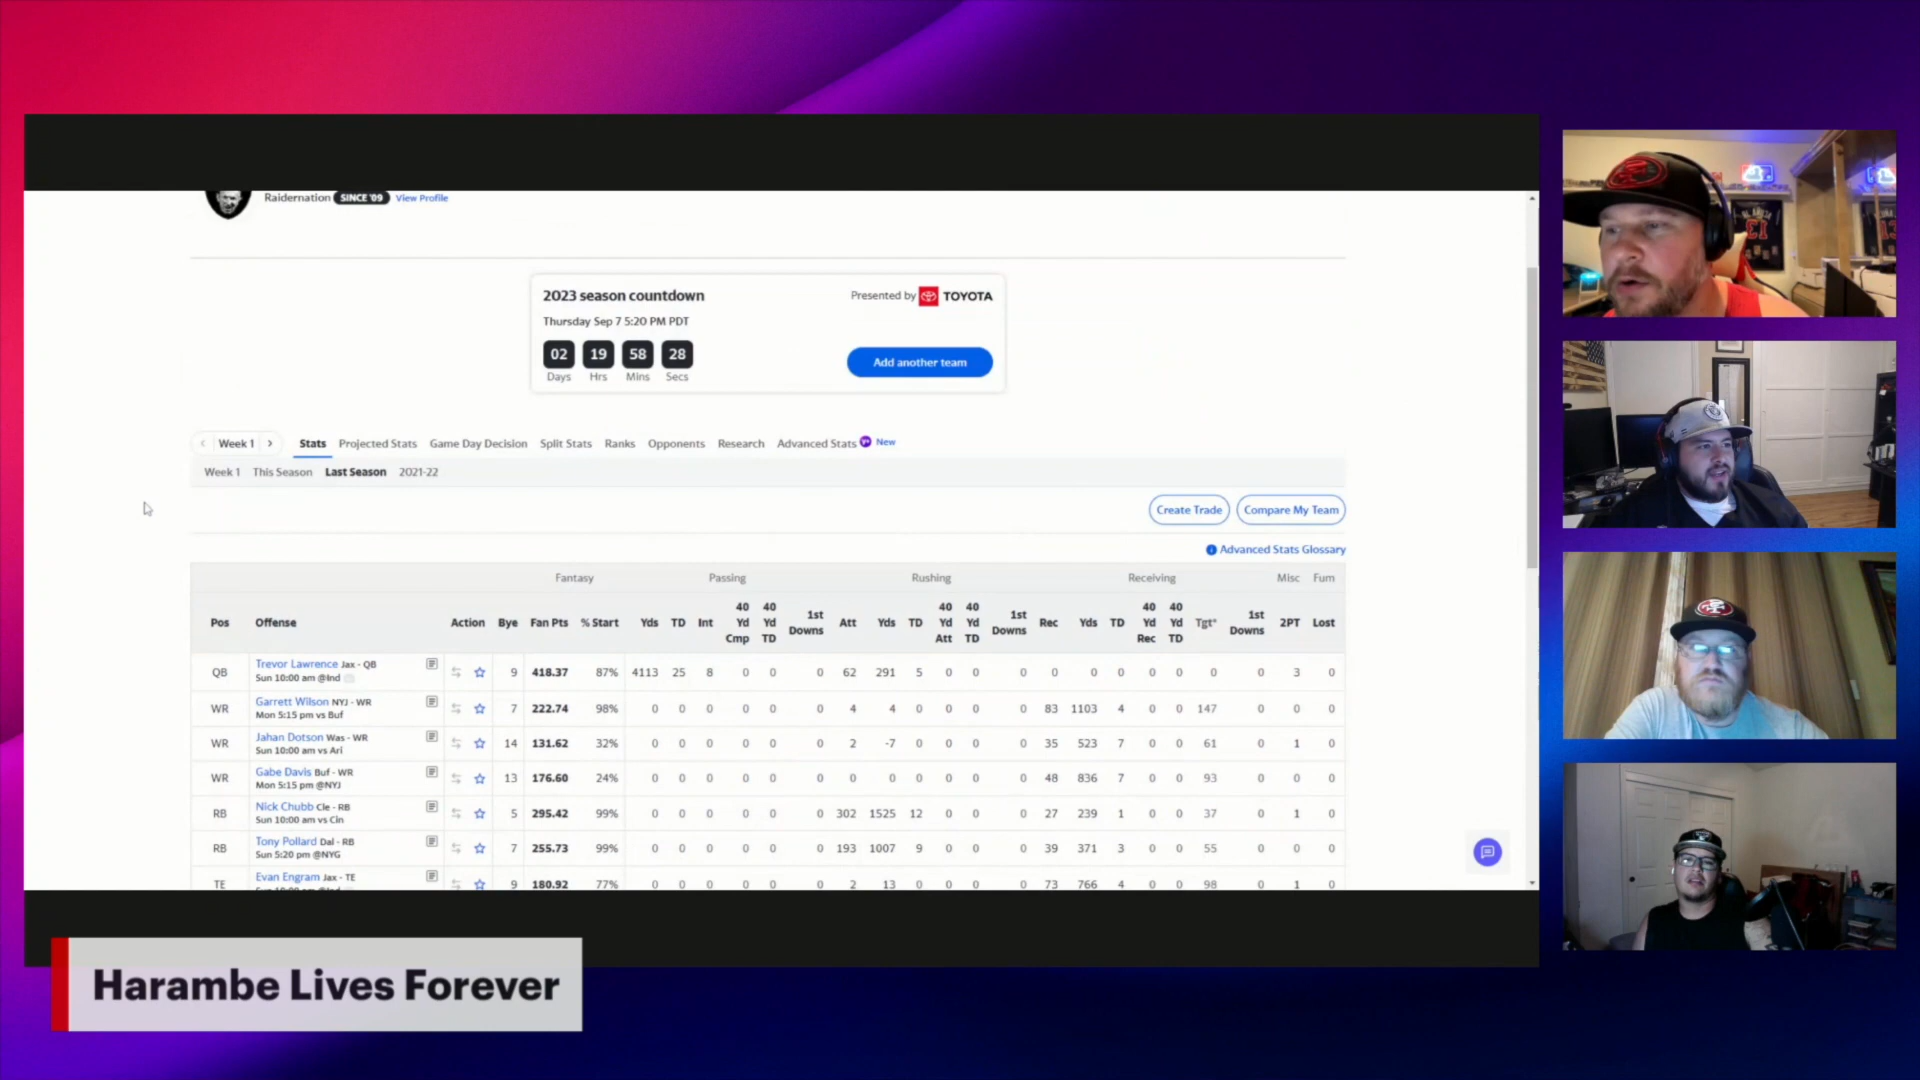 Raidernation SINCE '09 View Profile
2023 season countdown
Presented by TOYOTA
Thursday Sep 7 5:20 PM PDT
02 19 58 28
Days Hrs Mins Secs
Add another team
Week 1 Stats Projected Stats Game Day Decision Split Stats Ranks Opponents Research Advanced Stats New
Week 1 This Season Last Season 2021-22
Create Trade Compare My Team
Advanced Stats Glossary
Fantasy Passing Rushing Receiving Misc Fum
Pos Offense Action Bye Fan Pts % Start Yds TD Int 40 Yd Cmp 40 Yd TD 1st Downs Att Yds TD 40 Yd Att 40 Yd TD 1st Downs Rec Yds TD 40 Yd Rec 40 Yd TD Tgt* 1st Downs 2PT Lost
QB Trevor Lawrence Jax - QB 9 418.37 87% 4113 25 8 0 0 0 62 291 5 0 0 0 0 0 0 0 0 0 0 3 0
Sun 10:00 am @Ind
WR Garrett Wilson NYJ - WR 7 222.74 98% 0 0 0 0 0 0 4 4 0 0 0 0 83 1103 4 0 0 147 0 0 0
Mon 5:15 pm vs Buf
WR Jahan Dotson Was - WR 14 131.62 32% 0 0 0 0 0 0 2 -7 0 0 0 0 35 523 7 0 0 61 0 1 0
Sun 10:00 am vs Ari
WR Gabe Davis Buf - WR 13 176.60 24% 0 0 0 0 0 0 0 0 0 0 0 0 48 836 7 0 0 93 0 0 0
Mon 5:15 pm @NYJ
RB Nick Chubb Cle - RB 5 295.42 99% 0 0 0 0 0 0 302 1525 12 0 0 0 27 239 1 0 0 37 0 1 0
Sun 10:00 am vs Cin
RB Tony Pollard Dal - RB 7 255.73 99% 0 0 0 0 0 0 193 1007 9 0 0 0 39 371 3 0 0 55 0 0 0
Sun 5:20 pm @NYG
TE Evan Engram Jax - TE 9 180.92 77% 0 0 0 0 0 0 2 13 0 0 0 0 73 766 4 0 0 98 0 1 0
Harambe Lives Forever